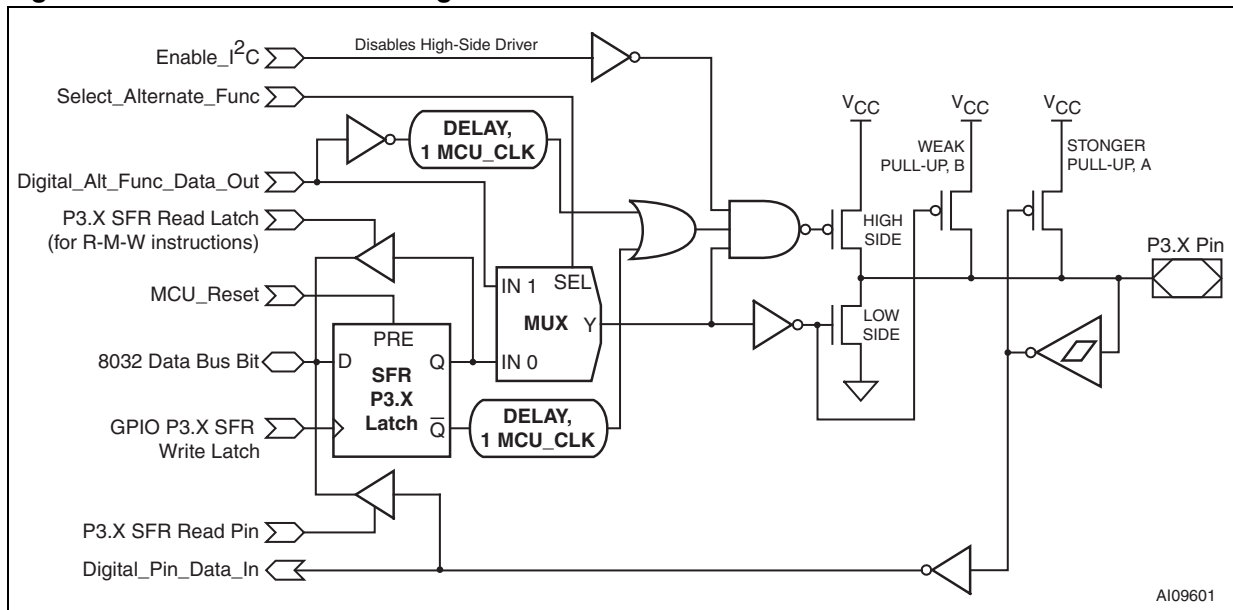 Enable_I2C
Disables High-Side Driver
Select_Alternate_Func
DELAY,
1 MCU_CLK
Digital_Alt_Func_Data_Out
P3.X SFR Read Latch
(for R-M-W instructions)
MCU_Reset
8032 Data Bus Bit
GPIO P3.X SFR
Write Latch
P3.X SFR Read Pin
Digital_Pin_Data_In
PRE
D
Q
SFR
P3.X
Latch
Q
DELAY,
1 MCU_CLK
IN 1
SEL
MUX
Y
IN 0
VCC
HIGH
SIDE
LOW
SIDE
VCC
WEAK
PULL-UP, B
VCC
STONGER
PULL-UP, A
P3.X Pin
AI09601